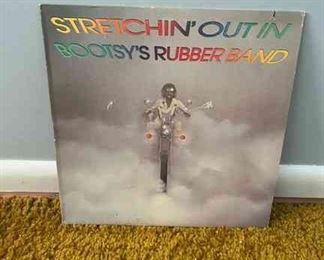 STRETCHIN' OUT IN
BOOTSY'S RUBBER BAND